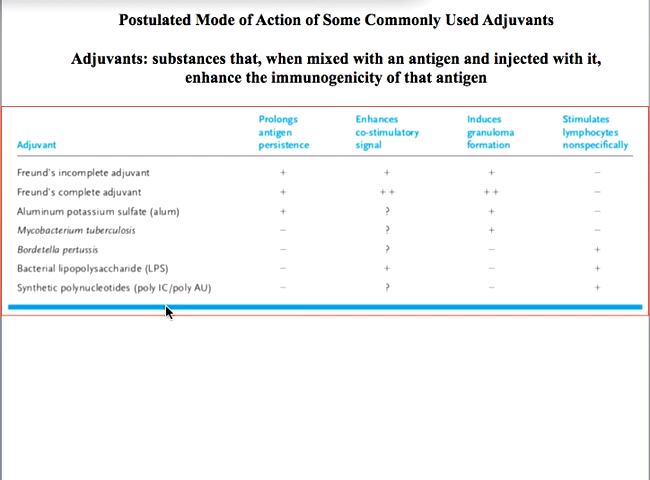 Postulated Mode of Action of Some Commonly Used Adjuvants
Adjuvants: substances that, when mixed with an antigen and injected with it,
enhance the immunogenicity of that antigen
Adjuvant Prolongs antigen persistence Enhances co-stimulatory signal Induces granuloma formation Stimulates lymphocytes nonspecifically
Freund's incomplete adjuvant + + + –
Freund's complete adjuvant + ++ ++ –
Aluminum potassium sulfate (alum) + ? + –
Mycobacterium tuberculosis – ? + –
Bordetella pertussis – ? – +
Bacterial lipopolysaccharide (LPS) – + – +
Synthetic polynucleotides (poly IC/poly AU) – ? – +